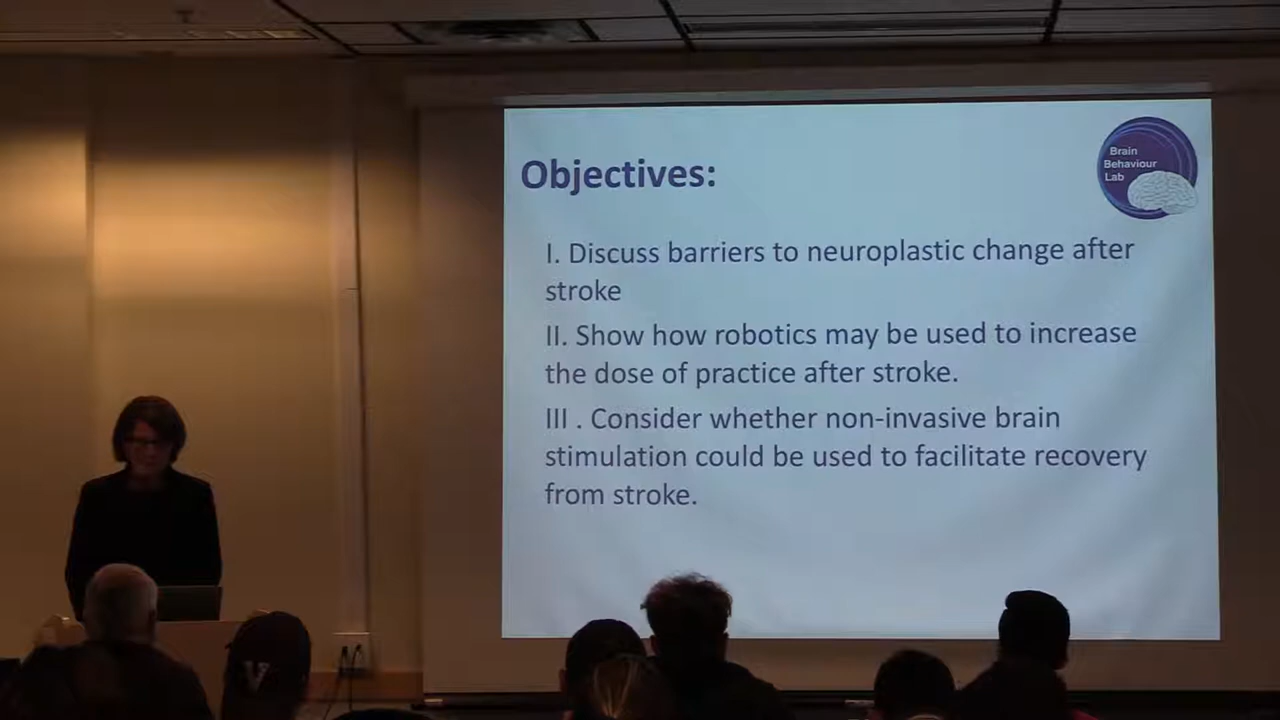 Brain
Behaviour
Lab
Objectives:
I. Discuss barriers to neuroplastic change after
stroke
II. Show how robotics may be used to increase
the dose of practice after stroke.
III . Consider whether non-invasive brain
stimulation could be used to facilitate recovery
from stroke.
V